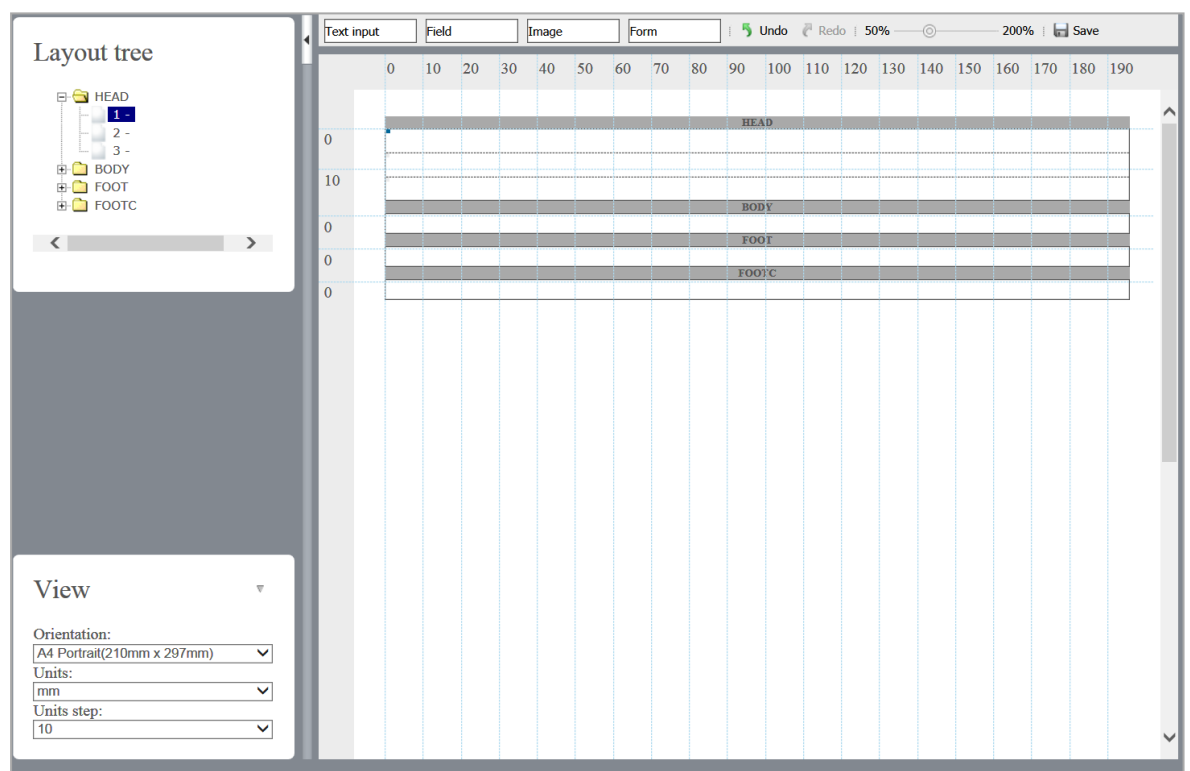 Layout tree
HEAD
1 -
2 -
3 -
BODY
FOOT
FOOTC
View
Orientation:
A4 Portrait(210mm x 297mm)
Units:
mm
Units step:
10
Text input Field Image Form Undo Redo 50% 200% Save
0 10 20 30 40 50 60 70 80 90 100 110 120 130 140 150 160 170 180 190
HEAD
0
10
BODY
0
FOOT
0
FOOTC
0